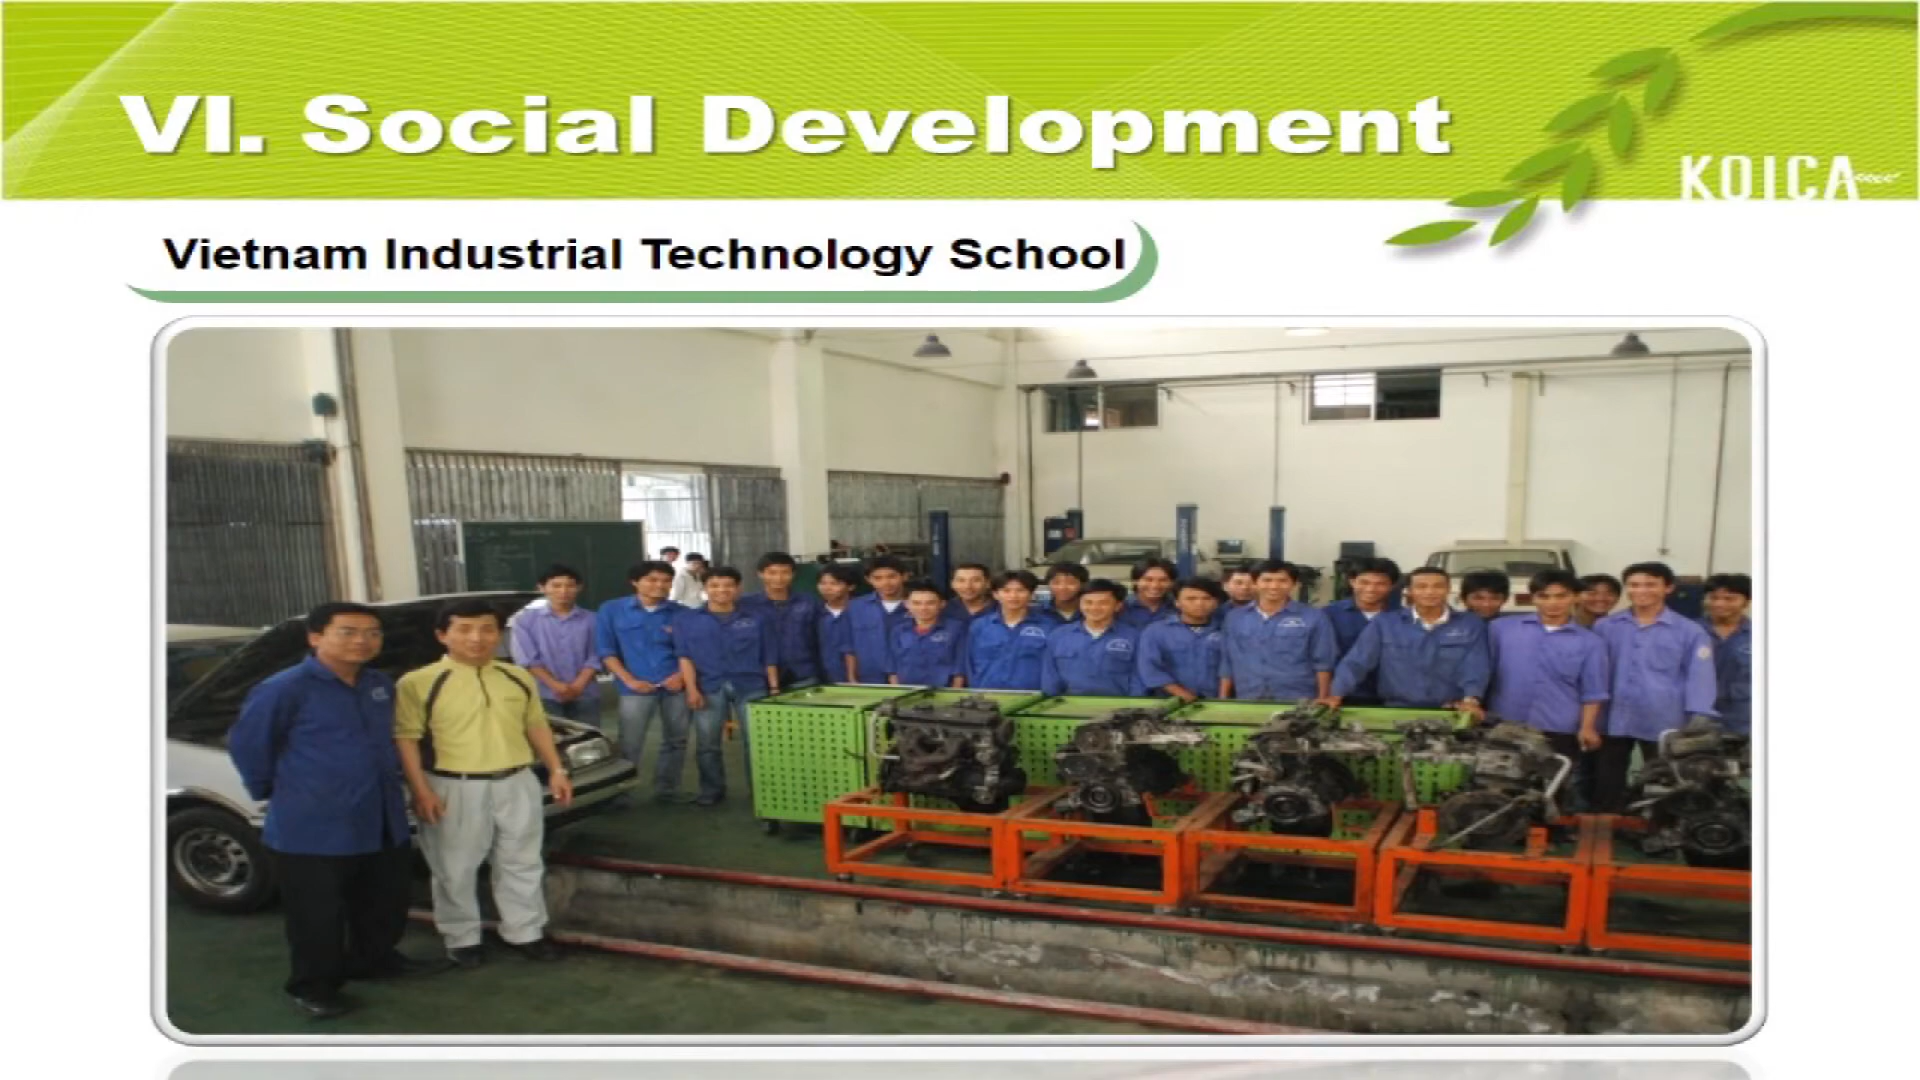 VI. Social Development
KOICA
Vietnam Industrial Technology School